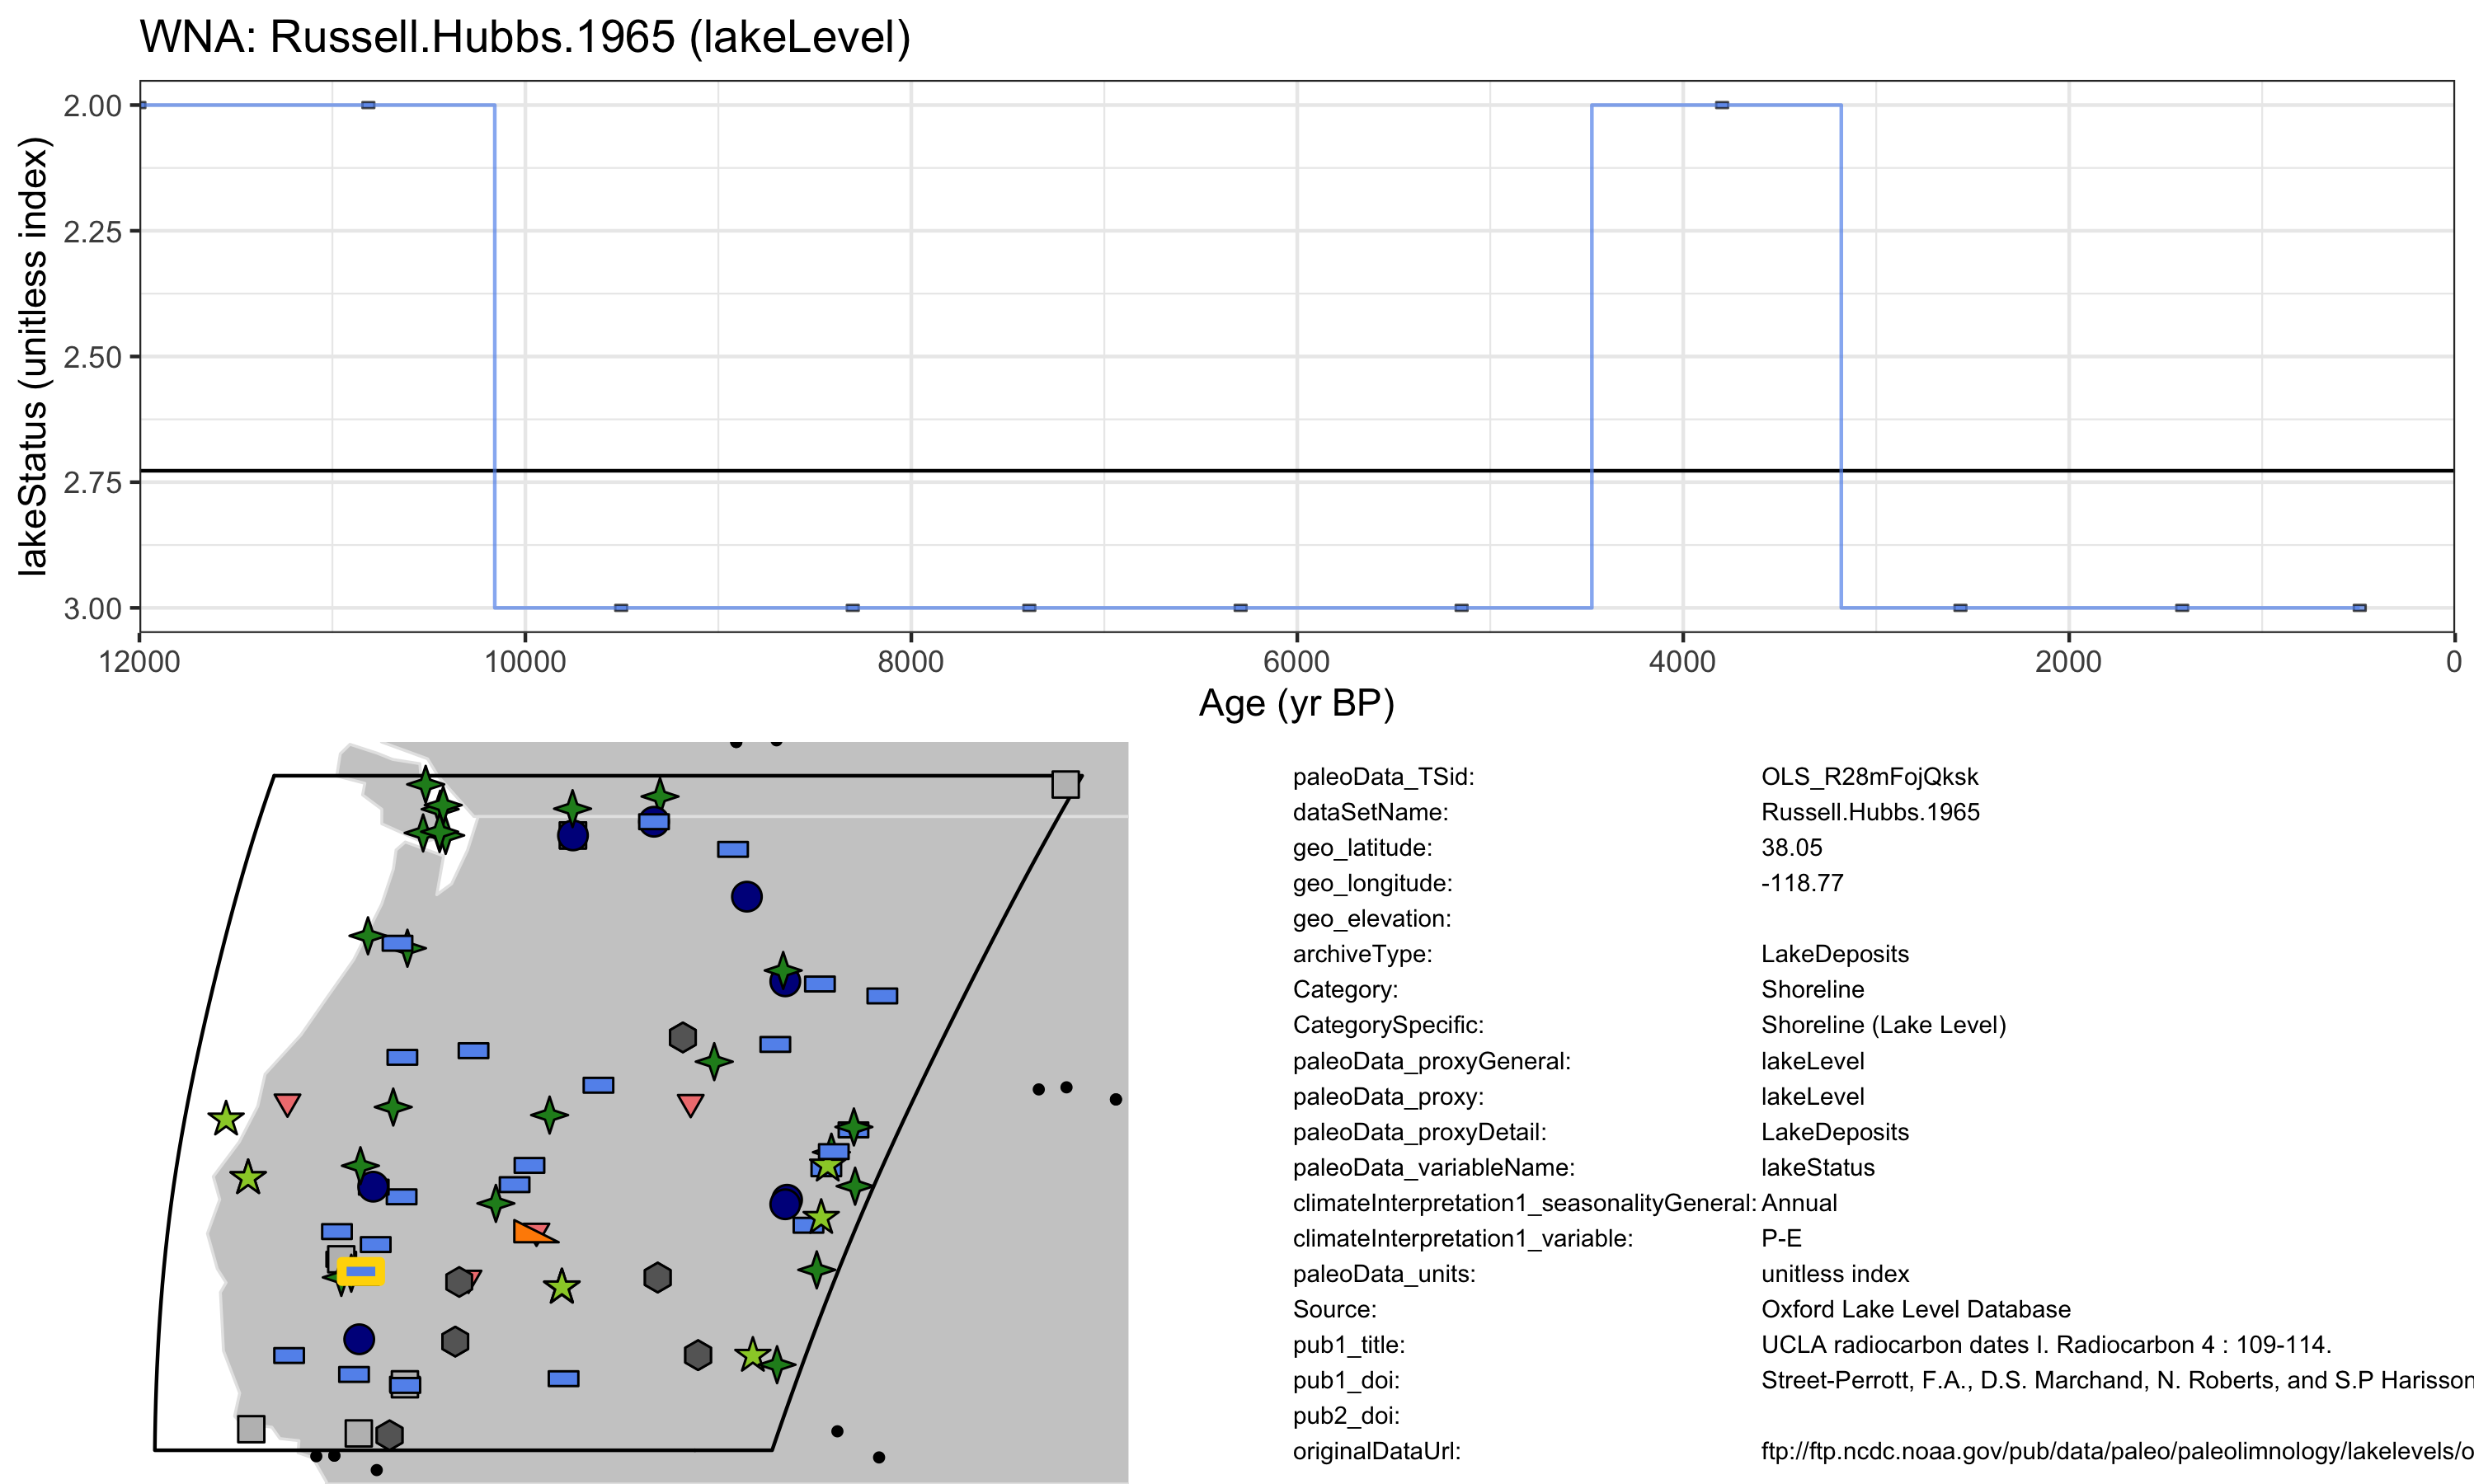 WNA: Russell.Hubbs.1965 (lakeLevel)
lakeStatus (unitless index)
2.00
2.25
2.50
2.75
3.00
12000 10000 8000 6000 4000 2000 0
Age (yr BP)
paleoData_TSid: OLS_R28mFojQksk
dataSetName: Russell.Hubbs.1965
geo_latitude: 38.05
geo_longitude: -118.77
geo_elevation:
archiveType: LakeDeposits
Category: Shoreline
CategorySpecific: Shoreline (Lake Level)
paleoData_proxyGeneral: lakeLevel
paleoData_proxy: lakeLevel
paleoData_proxyDetail: LakeDeposits
paleoData_variableName: lakeStatus
climateInterpretation1_seasonalityGeneral: Annual
climateInterpretation1_variable: P-E
paleoData_units: unitless index
Source: Oxford Lake Level Database
pub1_title: UCLA radiocarbon dates I. Radiocarbon 4 : 109-114.
pub1_doi: Street-Perrott, F.A., D.S. Marchand, N. Roberts, and S.P Harisson
pub2_doi:
originalDataUrl: ftp://ftp.ncdc.noaa.gov/pub/data/paleo/paleolimnology/lakelevels/o